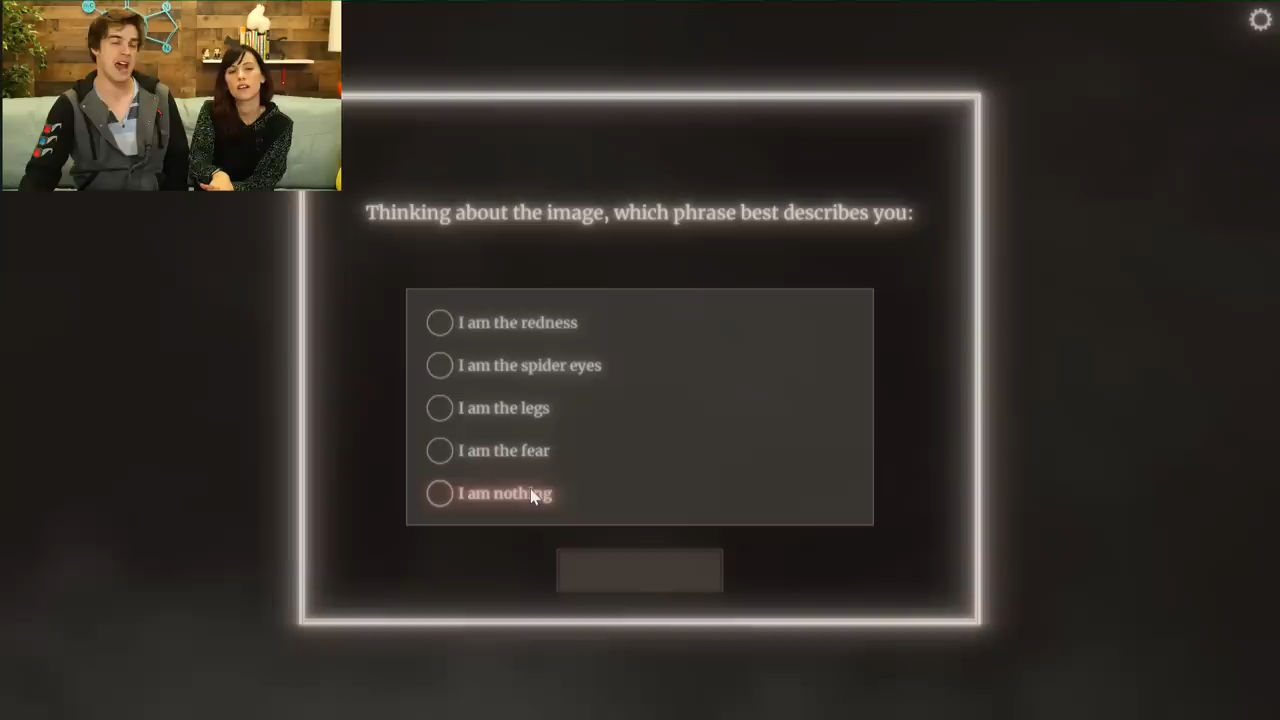 Thinking about the image, which phrase best describes you:
I am the redness
I am the spider eyes
I am the legs
I am the fear
I am nothing